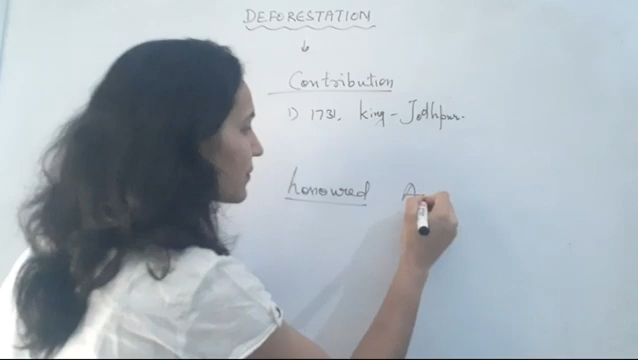 DEFORESTATION
Contribution
1) 1731, king - Jodhpur.
honoured A